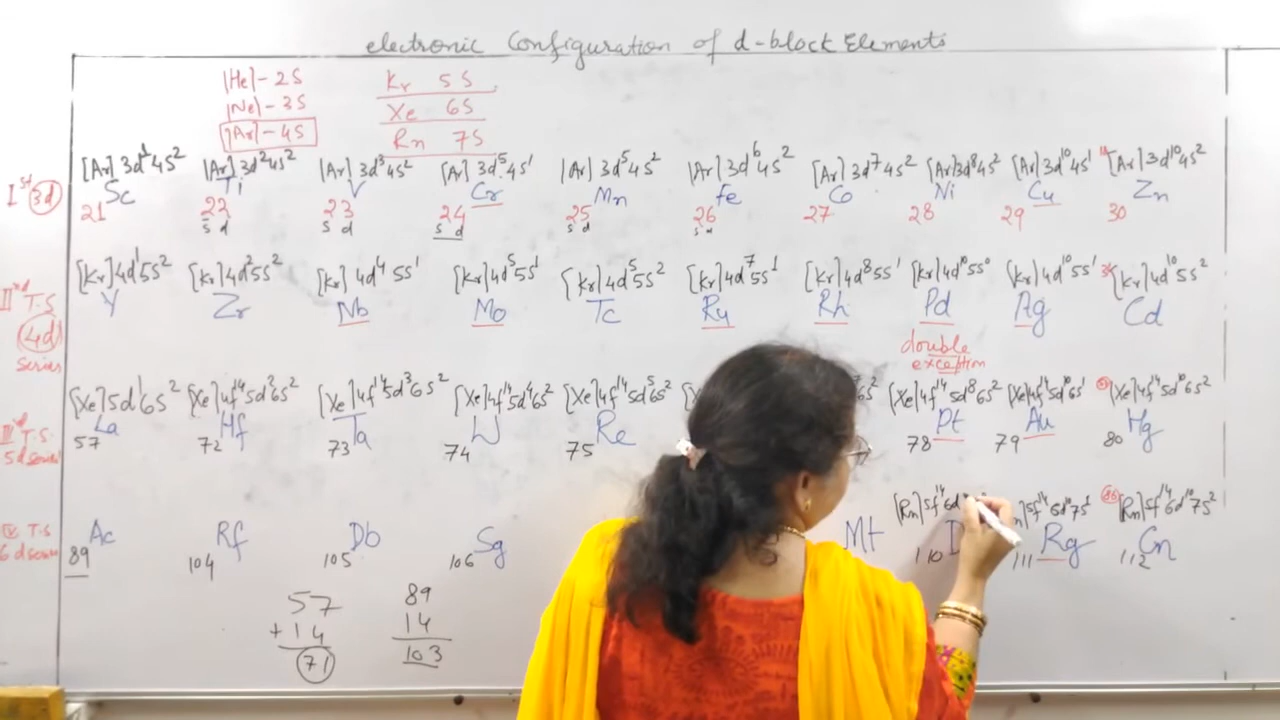 electronic Configuration of d-block Elements
[He]-2S
[Ne]-3S
[Ar]-4S
Kr 5S
Xe 6S
Rn 7S
Ist 3d
[Ar] 3d¹ 4s² [Ar] 3d² 4s² [Ar] 3d³ 4s² [Ar] 3d⁵ 4s¹ [Ar] 3d⁵ 4s² [Ar] 3d⁶ 4s² [Ar] 3d⁷ 4s² [Ar] 3d⁸ 4s² [Ar] 3d¹⁰ 4s¹ [Ar] 3d¹⁰ 4s²
Sc Ti V Cr Mn Fe Co Ni Cu Zn
21 22 23 24 25 26 27 28 29 30
s d s d s d s d
T.S
4d
series
[Kr] 4d¹ 5s² [Kr] 4d² 5s² [Kr] 4d⁴ 5s¹ [Kr] 4d⁵ 5s¹ [Kr] 4d⁵ 5s² [Kr] 4d⁷ 5s¹ [Kr] 4d⁸ 5s¹ [Kr] 4d¹⁰ 5s⁰ [Kr] 4d¹⁰ 5s¹ [Kr] 4d¹⁰ 5s²
Y Zr Nb Mo Tc Ru Rh Pd Ag Cd
double
exception
T.S.
5d series
[Xe] 5d¹ 6s² [Xe] 4f¹⁴ 5d² 6s² [Xe] 4f¹⁴ 5d³ 6s² [Xe] 4f¹⁴ 5d⁴ 6s² [Xe] 4f¹⁴ 5d⁵ 6s² [Xe] 4f¹⁴ 5d⁸ 6s² [Xe] 4f¹⁴ 5d¹⁰ 6s¹ [Xe] 4f¹⁴ 5d¹⁰ 6s²
La Hf Ta W Re Pt Au Hg
57 72 73 74 75 78 79 80
T.S
6d series
[Rn] 5f¹⁴ 6d 5f¹⁴ 6d¹⁰ 7s¹ 86 [Rn] 5f¹⁴ 6d¹⁰ 7s²
Ac Rf Db Sg Mt Rg Cn
89 104 105 106 110 111 112
57
+14
71
89
14
103